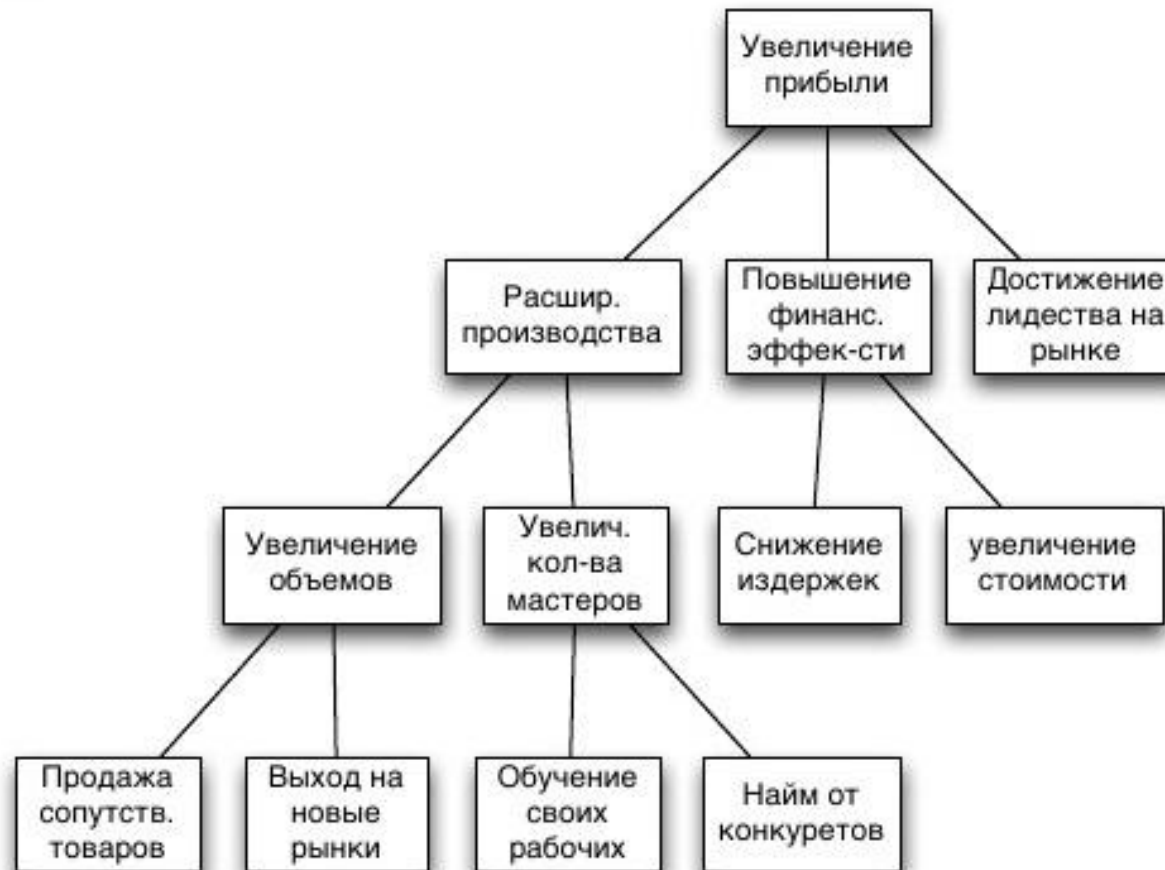 Увеличение
прибыли
Расшир.
производства
Повышение
финанс.
эффек-сти
Достижение
лидества на
рынке
Увеличение
объемов
Увелич.
кол-ва
мастеров
Снижение
издержек
увеличение
стоимости
Продажа
сопутств.
товаров
Выход на
новые
рынки
Обучение
своих
рабочих
Найм от
конкуретов